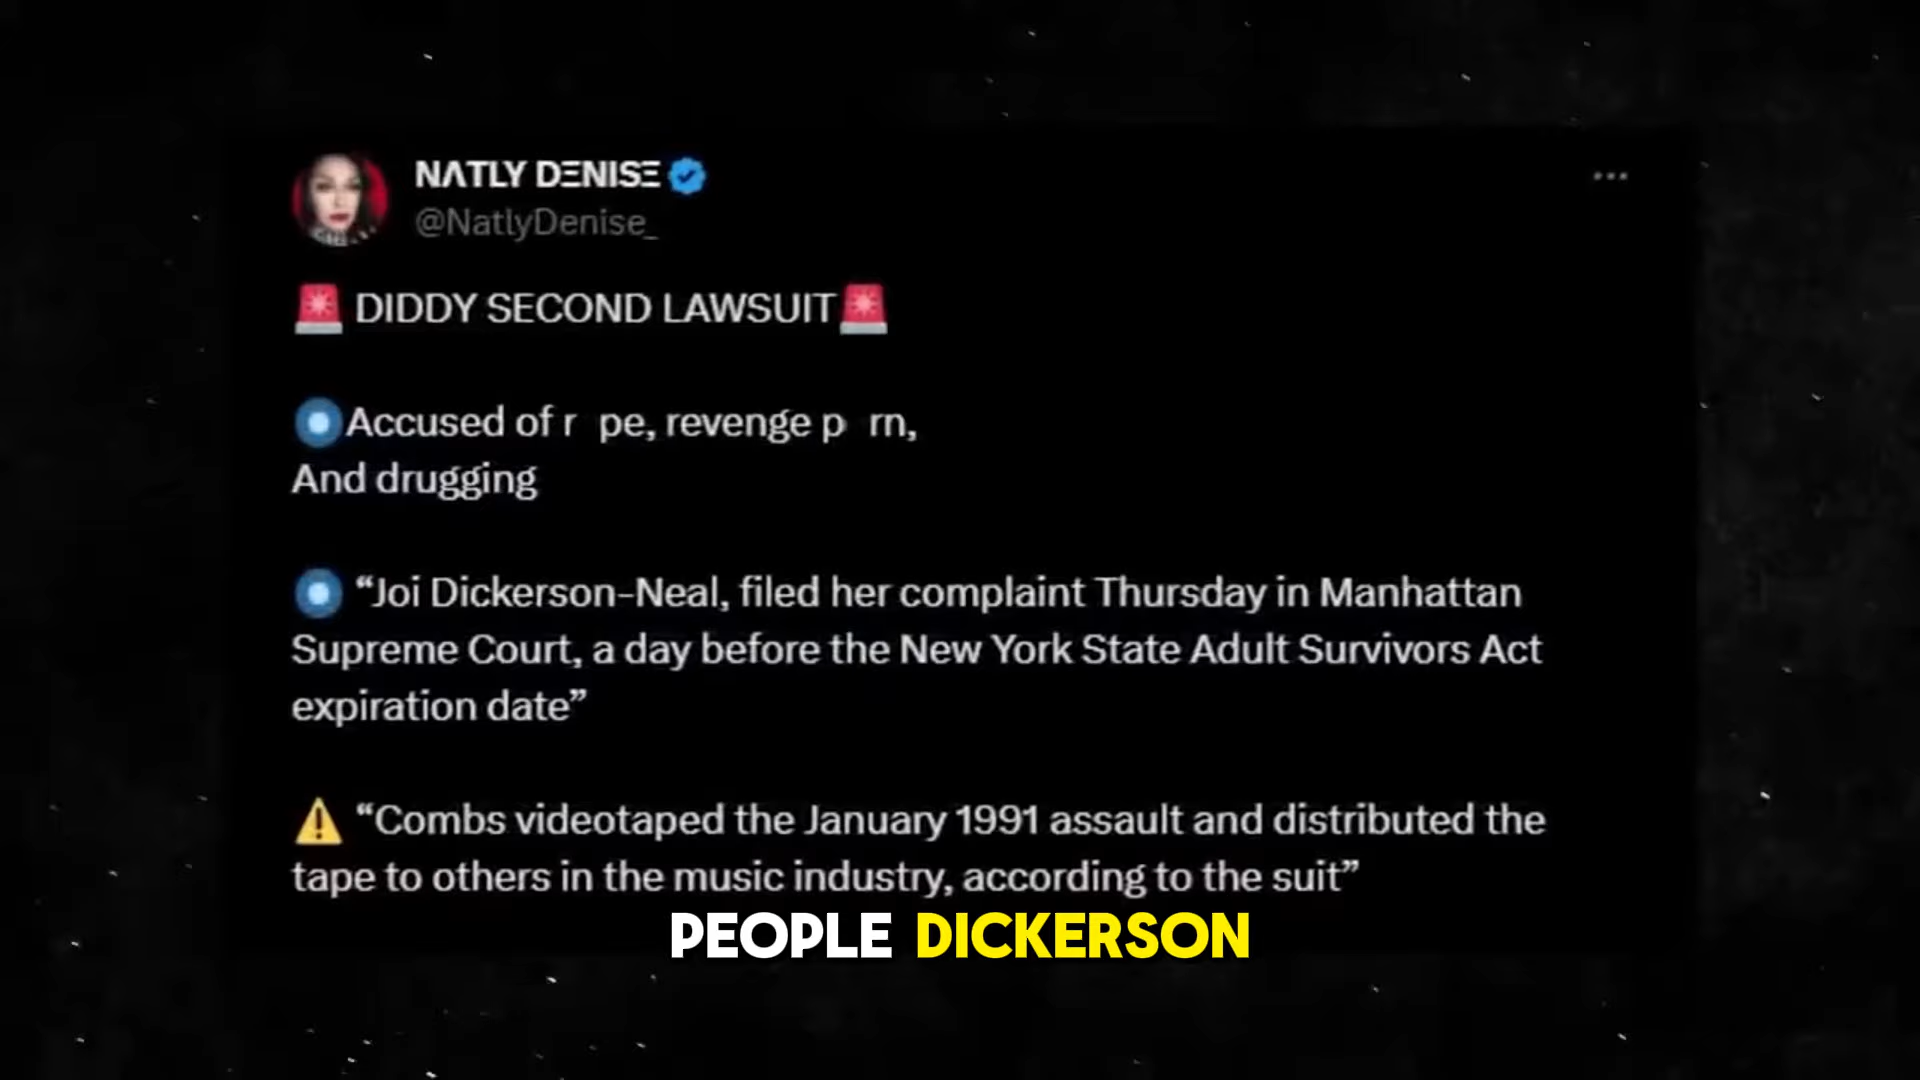 NATLY DENISE
@NatlyDenise_
🚨 DIDDY SECOND LAWSUIT🚨
Accused of r pe, revenge p rn,
And drugging
“Joi Dickerson-Neal, filed her complaint Thursday in Manhattan
Supreme Court, a day before the New York State Adult Survivors Act
expiration date”
⚠️ “Combs videotaped the January 1991 assault and distributed the
tape to others in the music industry, according to the suit”
PEOPLE DICKERSON